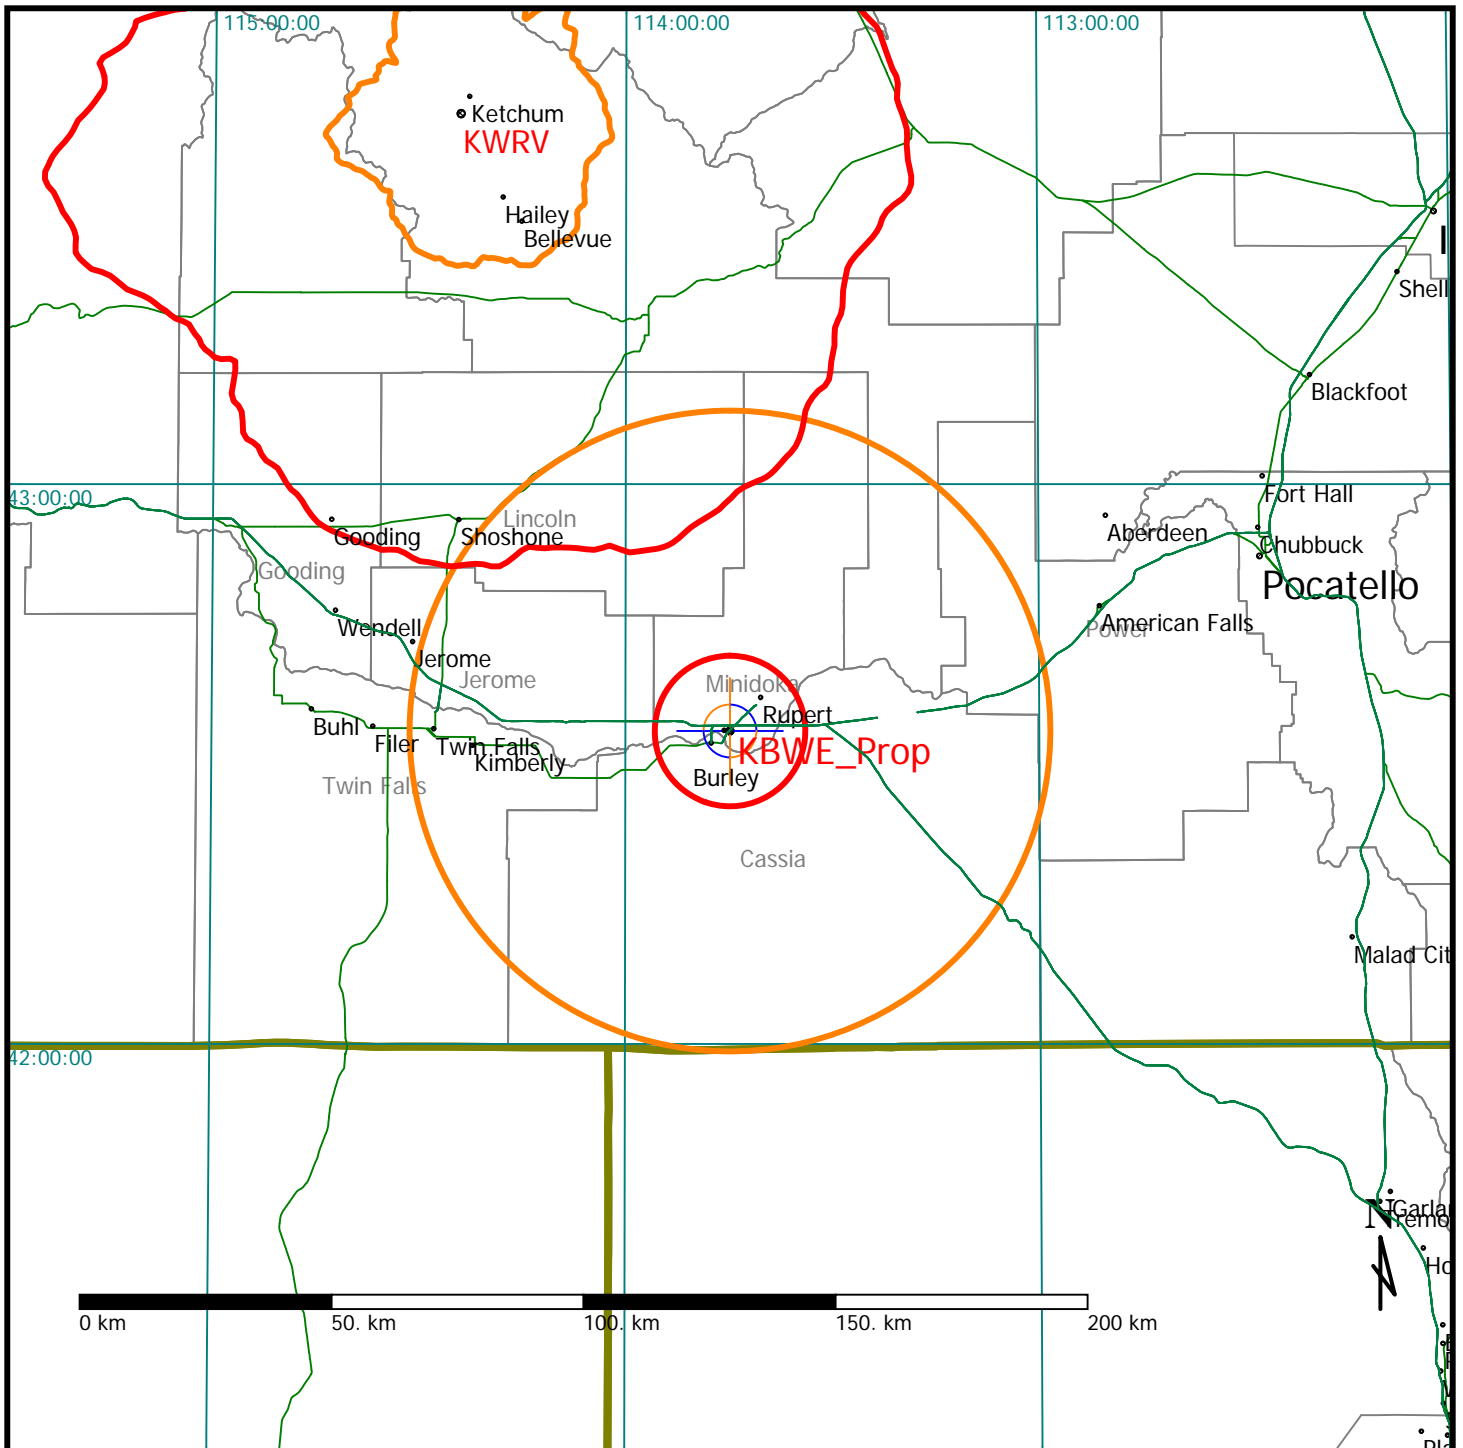 115:00:00
114:00:00
113:00:00
Ketchum
KWRV
Hailey
Bellevue
Shell
Blackfoot
43:00:00
Fort Hall
Lincoln
Gooding
Shoshone
Aberdeen
Chubbuck
Gooding
Pocatello
Wendell
American Falls
Power
Jerome
Jerome
Minidoka
Rupert
Buhl
Filer
Twin Falls
Kimberly
KBWE_Prop
Burley
Twin Falls
Cassia
Malad Cit
42:00:00
N
Garla
Tremo
Ho
0 km
50. km
100. km
150. km
200 km